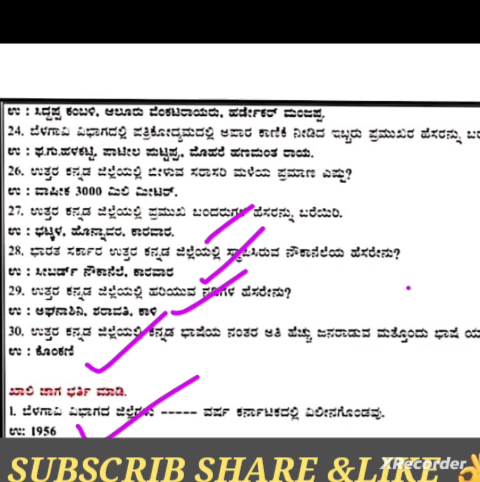 ಉ : ಸಿದ್ದಪ್ಪ ಕಂಬಳಿ, ಆಲೂರು ವೆಂಕಟರಾಯರು, ಹರ್ಡೇಕರ್ ಮಂಜಪ್ಪ
24. ಬೆಳಗಾವಿ ವಿಭಾಗದಲ್ಲಿ ಪತ್ರಿಕೋದ್ಯಮದಲ್ಲಿ ಅಪಾರ ಕಾಣಿಕೆ ನೀಡಿದ ಇಬ್ಬರು ಪ್ರಮುಖರ ಹೆಸರನ್ನು
ಉ : ಫ.ಗು.ಹಳಕಟ್ಟಿ, ಪಾಟೀಲ ಪುಟ್ಟಪ್ಪ, ಮೊಹರೆ ಹಣಮಂತ ರಾಯ.
26. ಉತ್ತರ ಕನ್ನಡ ಜಿಲ್ಲೆಯಲ್ಲಿ ಬೀಳುವ ಸರಾಸರಿ ಮಳೆಯ ಪ್ರಮಾಣ ಎಷ್ಟು?
ಉ : ವಾರ್ಷಿಕ 3000 ಮಿಲಿ ಮೀಟರ್.
27. ಉತ್ತರ ಕನ್ನಡ ಜಿಲ್ಲೆಯಲ್ಲಿ ಪ್ರಮುಖ ಬಂದರುಗಳ ಹೆಸರನ್ನು ಬರೆಯಿರಿ.
ಉ : ಭಟ್ಕಳ, ಹೊನ್ನಾವರ, ಕಾರವಾರ.
28. ಭಾರತ ಸರ್ಕಾರ ಉತ್ತರ ಕನ್ನಡ ಜಿಲ್ಲೆಯಲ್ಲಿ ಸ್ಥಾಪಿಸಿರುವ ನೌಕಾನೆಲೆಯ ಹೆಸರೇನು?
ಉ : ಸೀಬರ್ಡ್ ನೌಕಾನೆಲೆ, ಕಾರವಾರ
29. ಉತ್ತರ ಕನ್ನಡ ಜಿಲ್ಲೆಯಲ್ಲಿ ಹರಿಯುವ ನದಿಗಳ ಹೆಸರೇನು?
ಉ : ಅಘನಾಶಿನಿ, ಶರಾವತಿ, ಕಾಳಿ
30. ಉತ್ತರ ಕನ್ನಡ ಜಿಲ್ಲೆಯಲ್ಲಿ ಕನ್ನಡ ಭಾಷೆಯ ನಂತರ ಅತಿ ಹೆಚ್ಚು ಜನರಾಡುವ ಮತ್ತೊಂದು ಭಾಷೆ
ಉ : ಕೊಂಕಣಿ
ಖಾಲಿ ಜಾಗ ಭರ್ತಿ ಮಾಡಿ.
1. ಬೆಳಗಾವಿ ವಿಭಾಗದ ಜಿಲ್ಲೆಗಳು ----- ವರ್ಷ ಕರ್ನಾಟಕದಲ್ಲಿ ವಿಲೀನಗೊಂಡವು.
ಉ: 1956
XRecorder
SUBSCRIB SHARE &LIKE